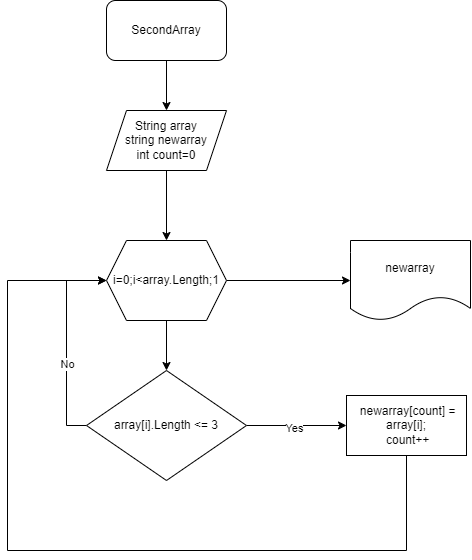 SecondArray
String array
string newarray
int count=0
i=0;i<array.Length;1
newarray
No
array[i].Length <= 3
Yes
newarray[count] =
array[i];
count++